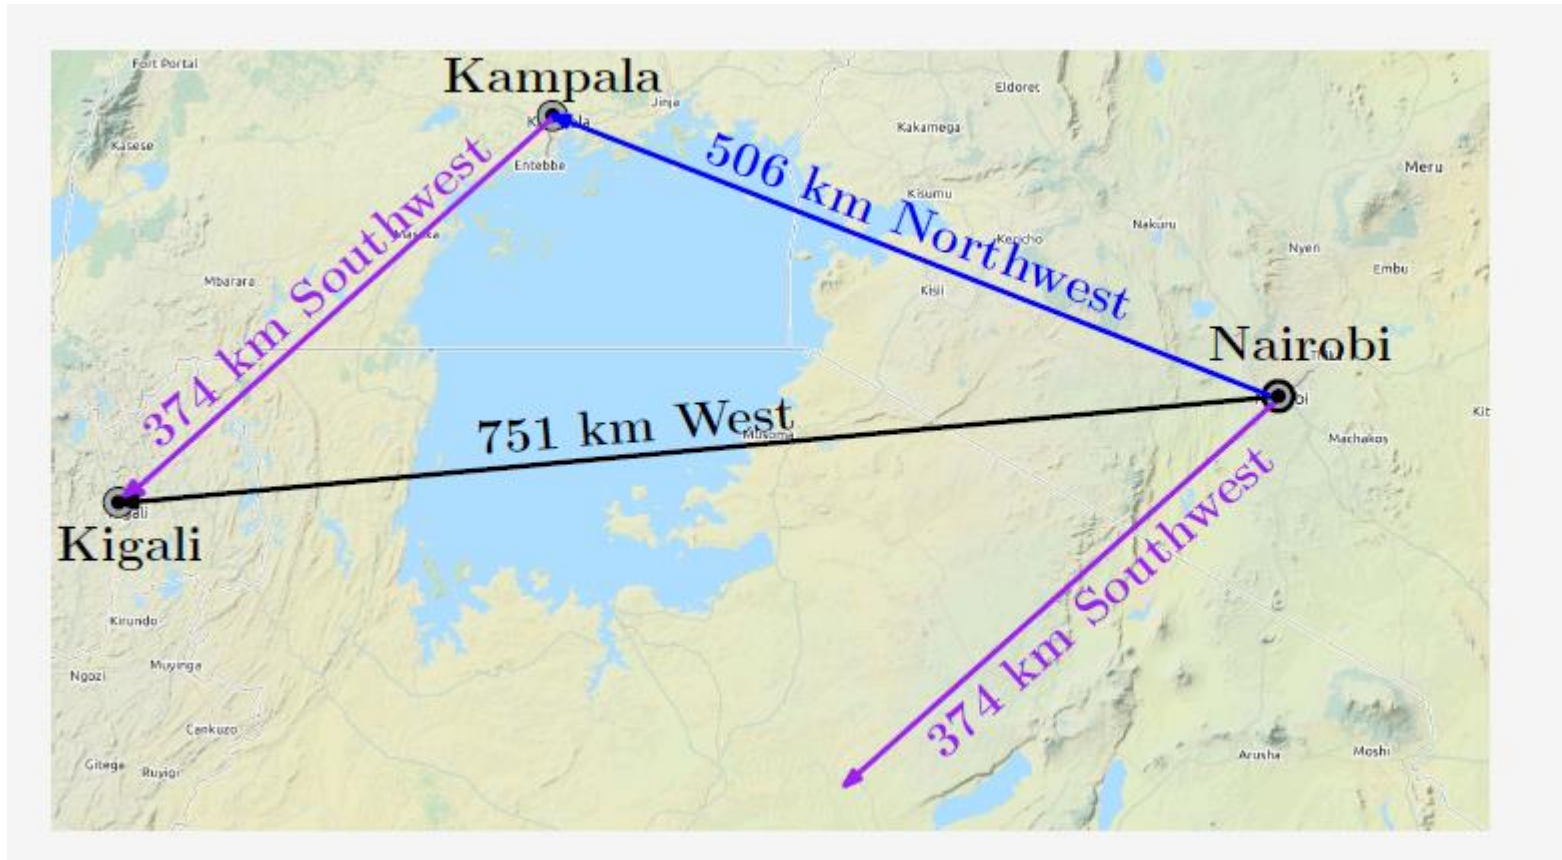 Fort Portal
Kampala
Jinja
Eldoret
Kakamega
Kasese
Entebbe
506 km Northwest
Meru
Kisumu
Nakuru
Kericho
Nyeri
Embu
Mbarara
Kisii
374 km Southwest
Nairobi
751 km West
Musoma
Kit
Machakos
Kigali
374 km Southwest
Kirundo
Muyinga
Ngozi
Cankuzo
Gitega
Ruyigi
Arusha
Moshi